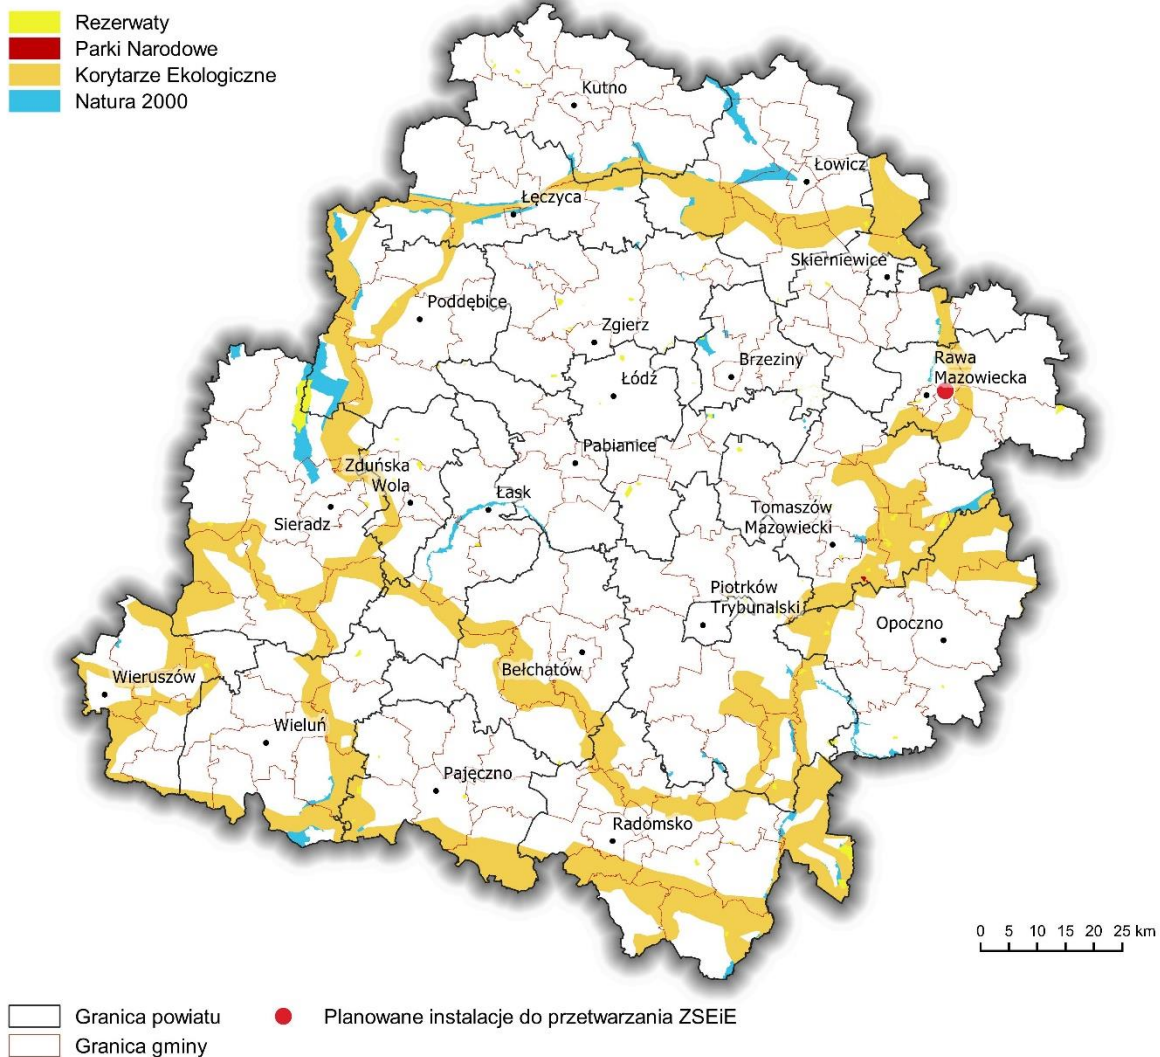 Rezerwaty
Parki Narodowe
Korytarze Ekologiczne
Natura 2000
Kutno
Łowicz
Łęczyca
Skierniewice
Poddębice
Zgierz
Brzeziny
Rawa
Mazowiecka
Łódź
Pabianice
Zduńska
Wola
Łask
Sieradz
Tomaszów
Mazowiecki
Piotrków
Trybunalski
Opoczno
Bełchatów
Wieruszów
Wieluń
Pajęczno
Radomsko
0 5 10 15 20 25 km
Granica powiatu
Planowane instalacje do przetwarzania ZSEiE
Granica gminy